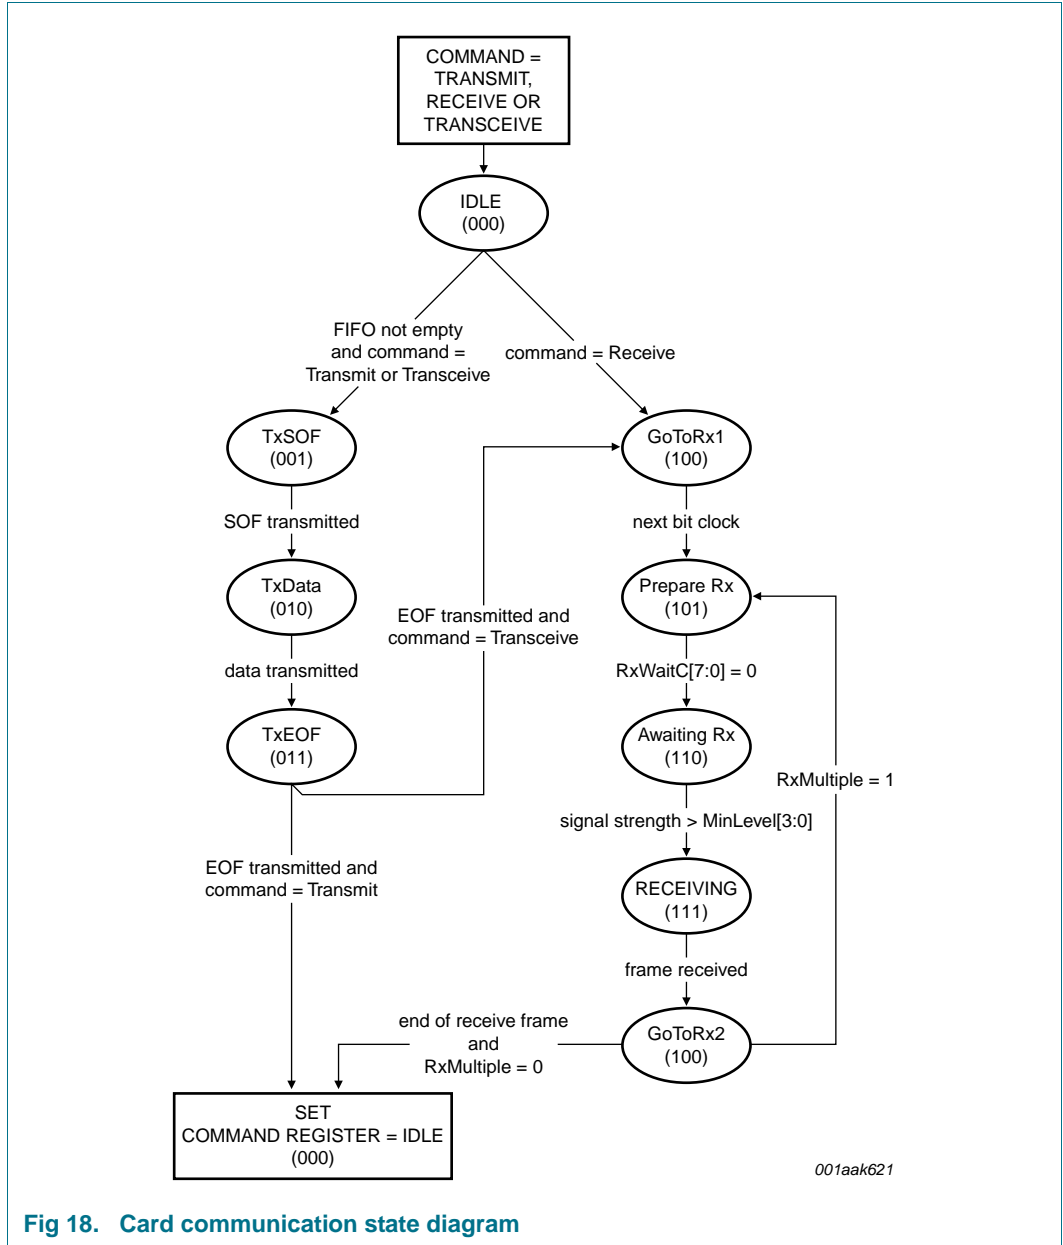 COMMAND =
TRANSMIT,
RECEIVE OR
TRANSCEIVE
IDLE
(000)
FIFO not empty
and command =
Transmit or Transceive
command = Receive
TxSOF
(001)
GoToRx1
(100)
SOF transmitted
next bit clock
TxData
(010)
Prepare Rx
(101)
EOF transmitted and
command = Transceive
data transmitted
RxWaitC[7:0] = 0
TxEOF
(011)
Awaiting Rx
(110)
RxMultiple = 1
signal strength > MinLevel[3:0]
EOF transmitted and
command = Transmit
RECEIVING
(111)
frame received
end of receive frame
and
RxMultiple = 0
GoToRx2
(100)
SET
COMMAND REGISTER = IDLE
(000)
001aak621
Fig 18. Card communication state diagram